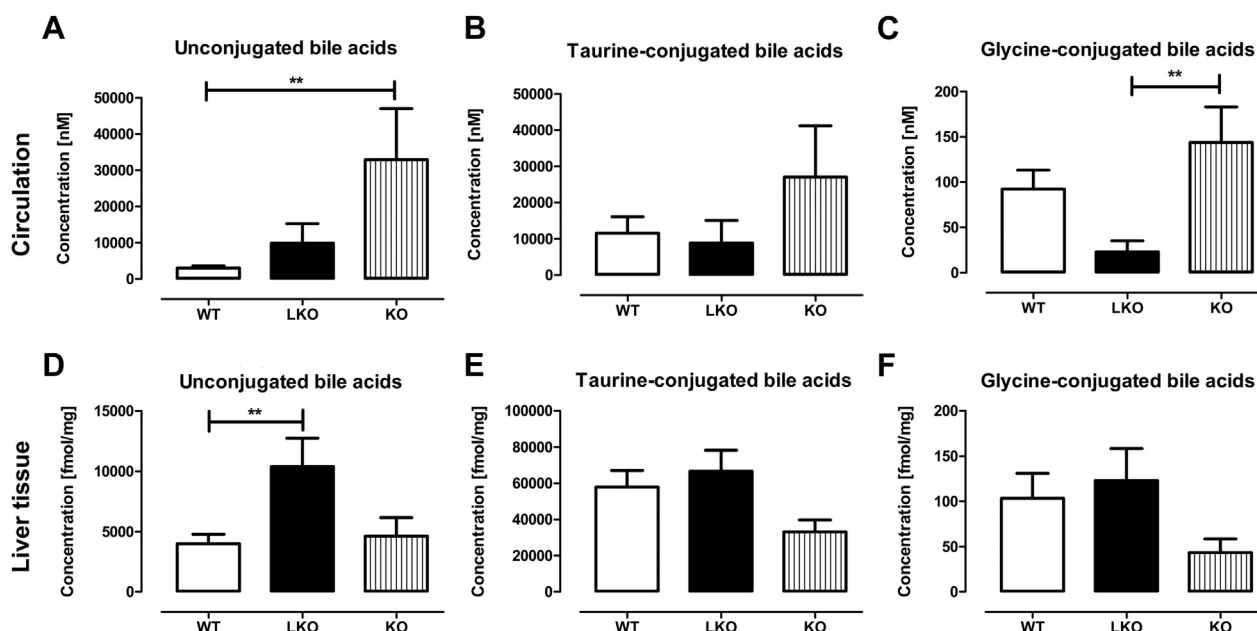 A
Unconjugated bile acids
**
50000
40000
30000
20000
10000
0
Concentration [nM]
WT LKO KO
B
Taurine-conjugated bile acids
50000
40000
30000
20000
10000
0
Concentration [nM]
WT LKO KO
C
Glycine-conjugated bile acids
**
200
150
100
50
0
Concentration [nM]
WT LKO KO
Circulation
D
Unconjugated bile acids
**
15000
10000
5000
0
Concentration [fmol/mg]
WT LKO KO
E
Taurine-conjugated bile acids
100000
80000
60000
40000
20000
0
Concentration [fmol/mg]
WT LKO KO
F
Glycine-conjugated bile acids
200
150
100
50
0
Concentration [fmol/mg]
WT LKO KO
Liver tissue